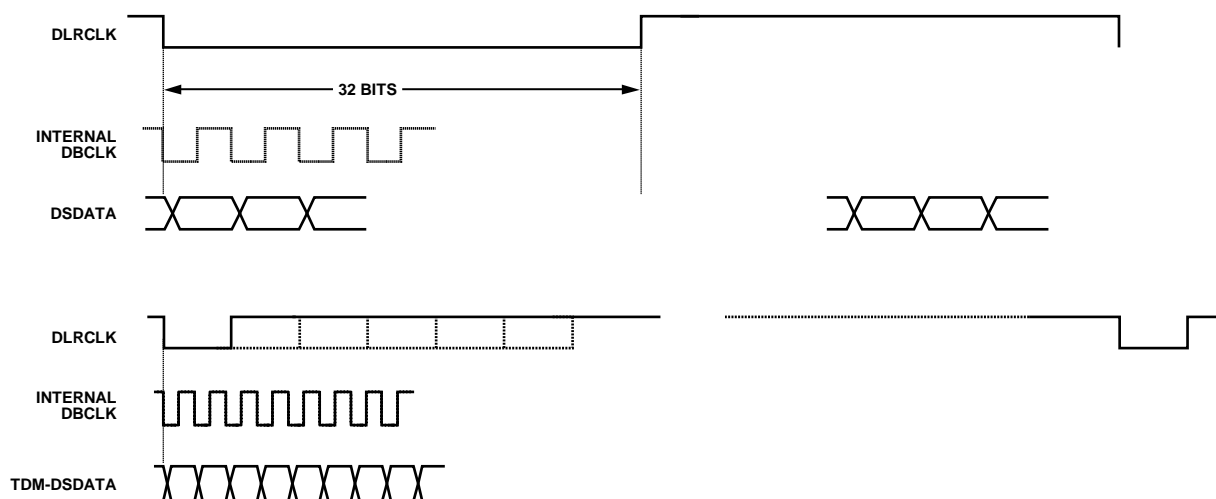 DLRCLK
32 BITS
INTERNAL
DBCLK
DSDATA
DLRCLK
INTERNAL
DBCLK
TDM-DSDATA